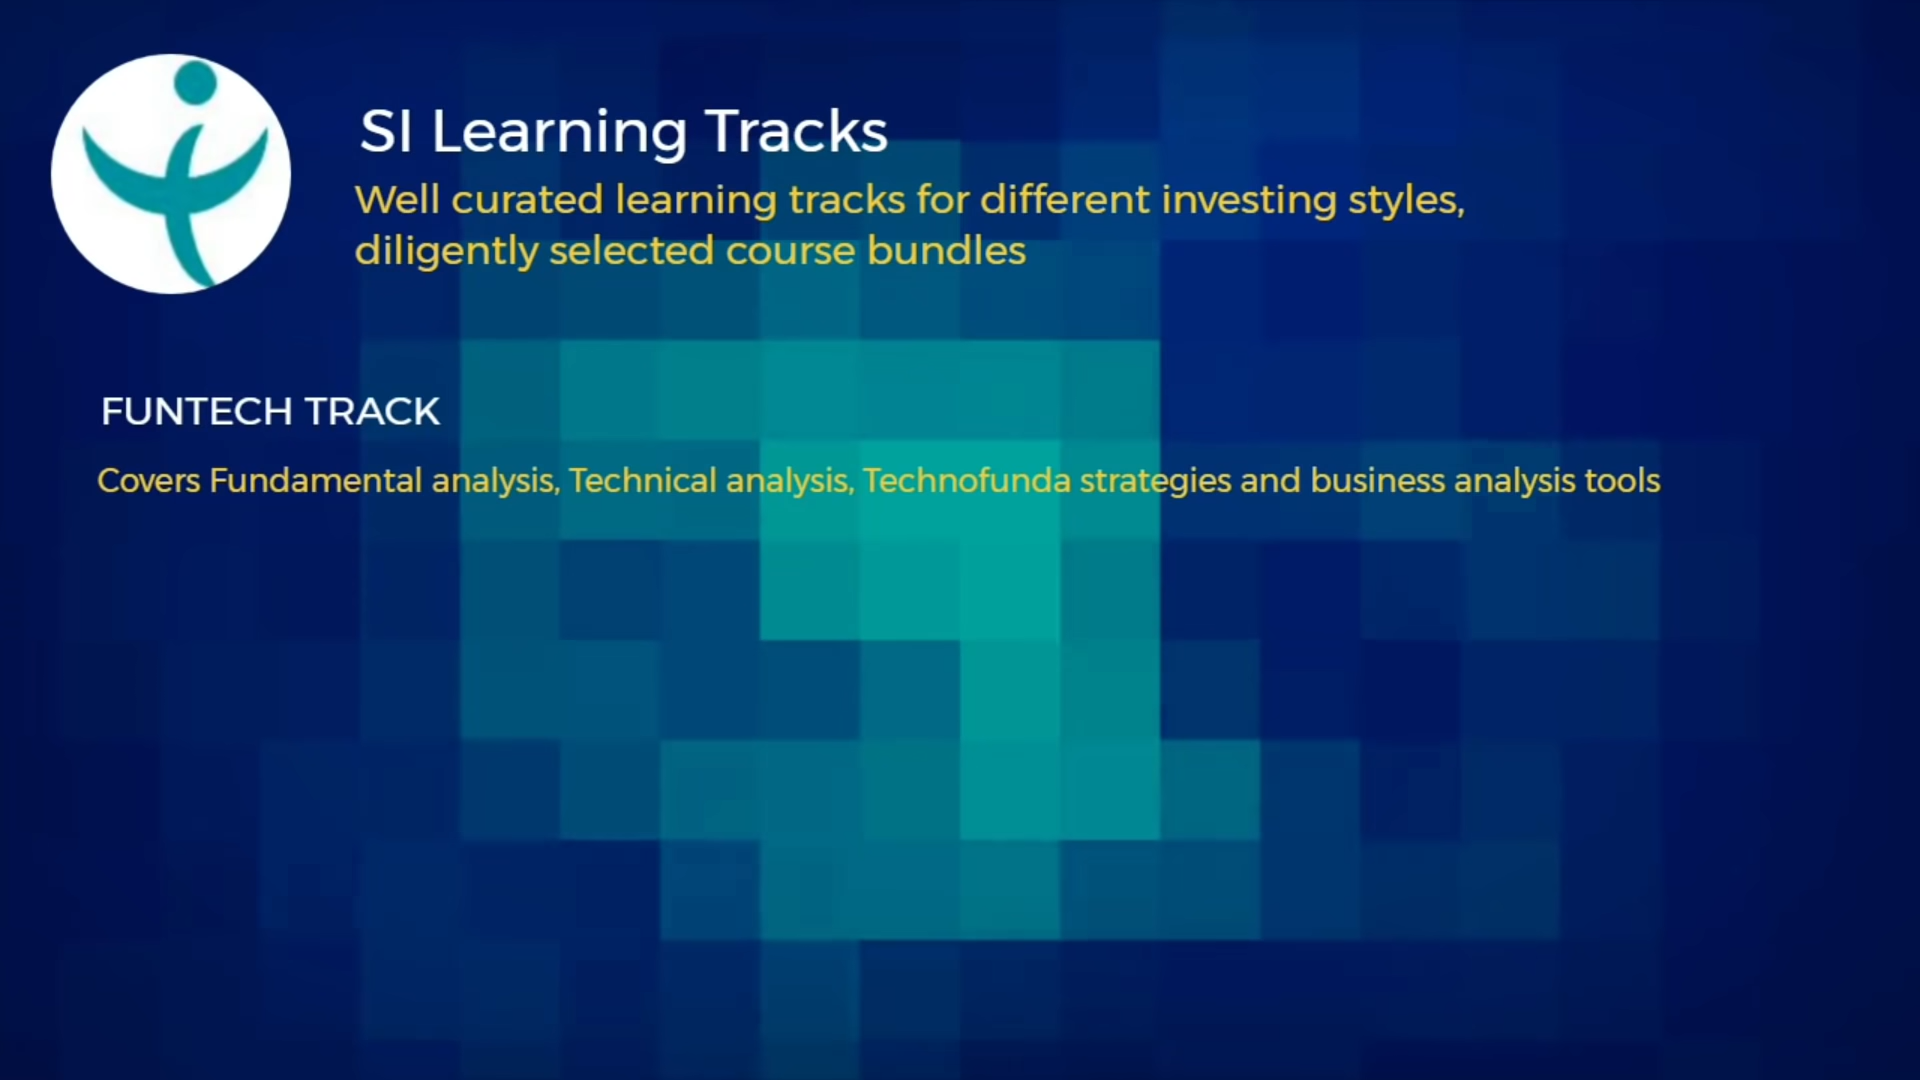 SI Learning Tracks
Well curated learning tracks for different investing styles,
diligently selected course bundles
FUNTECH TRACK
Covers Fundamental analysis, Technical analysis, Technofunda strategies and business analysis tools